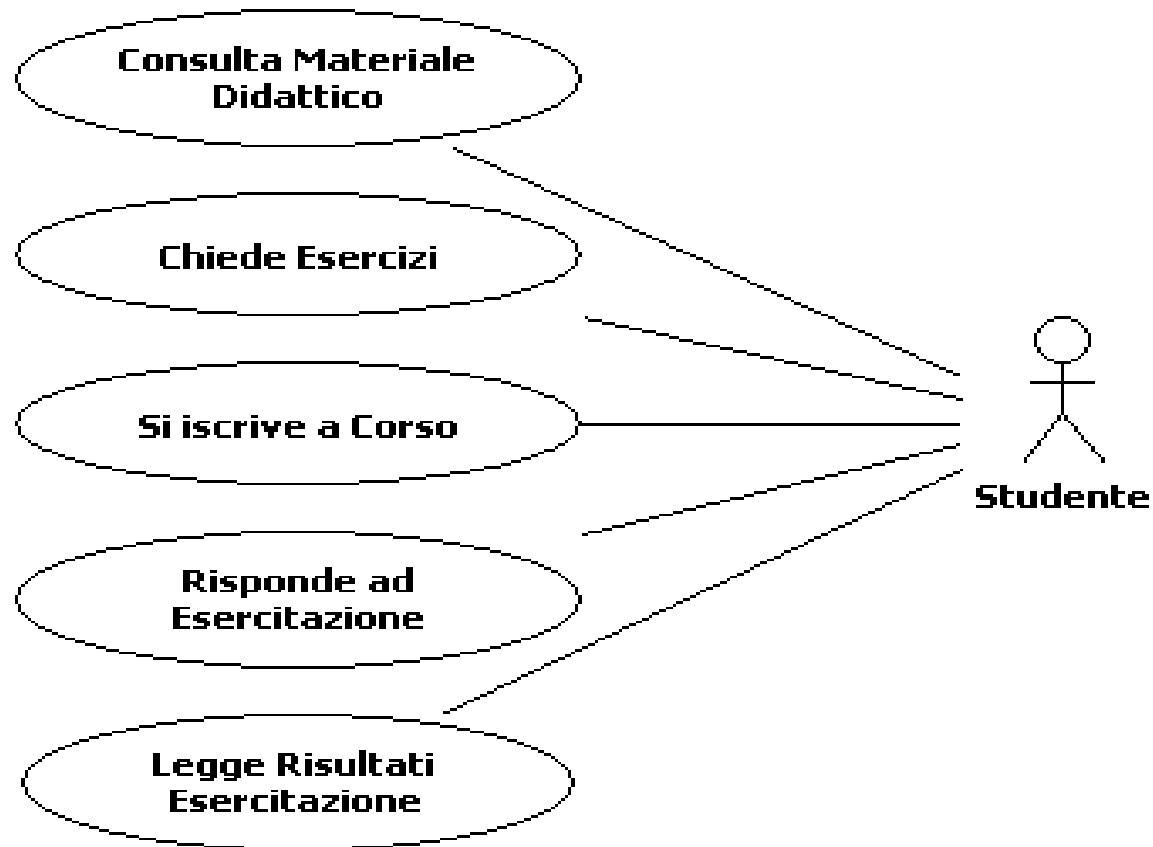 Consulta Materiale
Didattico
Chiede Esercizi
Si iscrive a Corso
Studente
Risponde ad
Esercitazione
Legge Risultati
Esercitazione